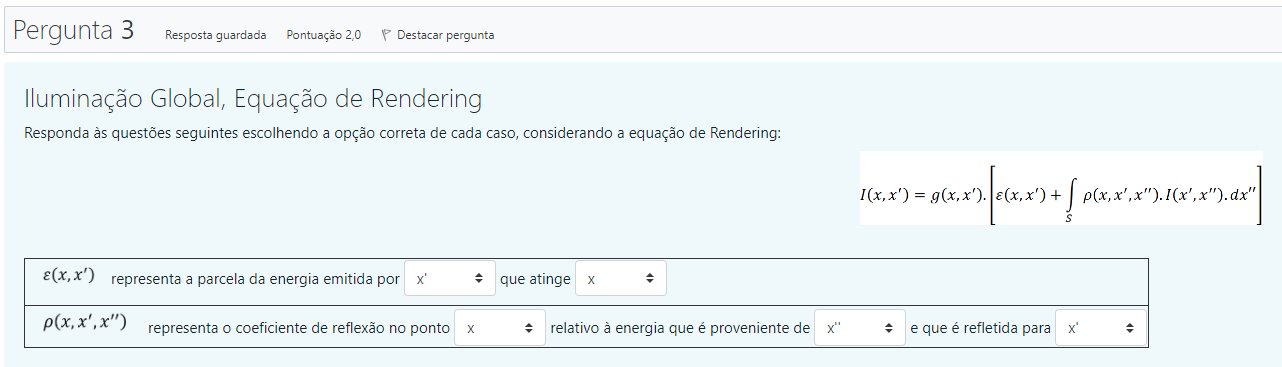 Pergunta 3 Resposta guardada Pontuação 2,0 Destacar pergunta
Iluminação Global, Equação de Rendering
Responda às questões seguintes escolhendo a opção correta de cada caso, considerando a equação de Rendering:
I(x,x') = g(x,x'). [ε(x,x') + ∫ ρ(x,x',x''). I(x',x''). dx'']
S
ε(x,x') representa a parcela da energia emitida por x' que atinge x
ρ(x,x',x'') representa o coeficiente de reflexão no ponto x relativo à energia que é proveniente de x'' e que é refletida para x'